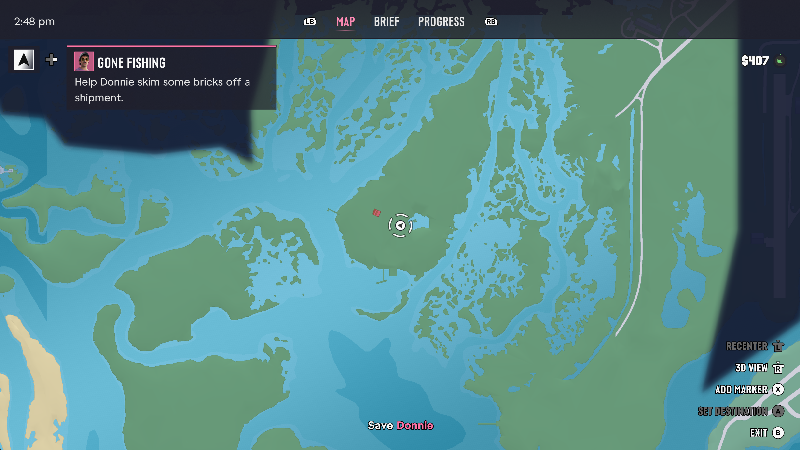 2:48 pm
LB MAP BRIEF PROGRESS RB
GONE FISHING
Help Donnie skim some bricks off a
shipment.
$407
RECENTER L
3D VIEW R
ADD MARKER X
SET DESTINATION A
EXIT B
Save Donnie